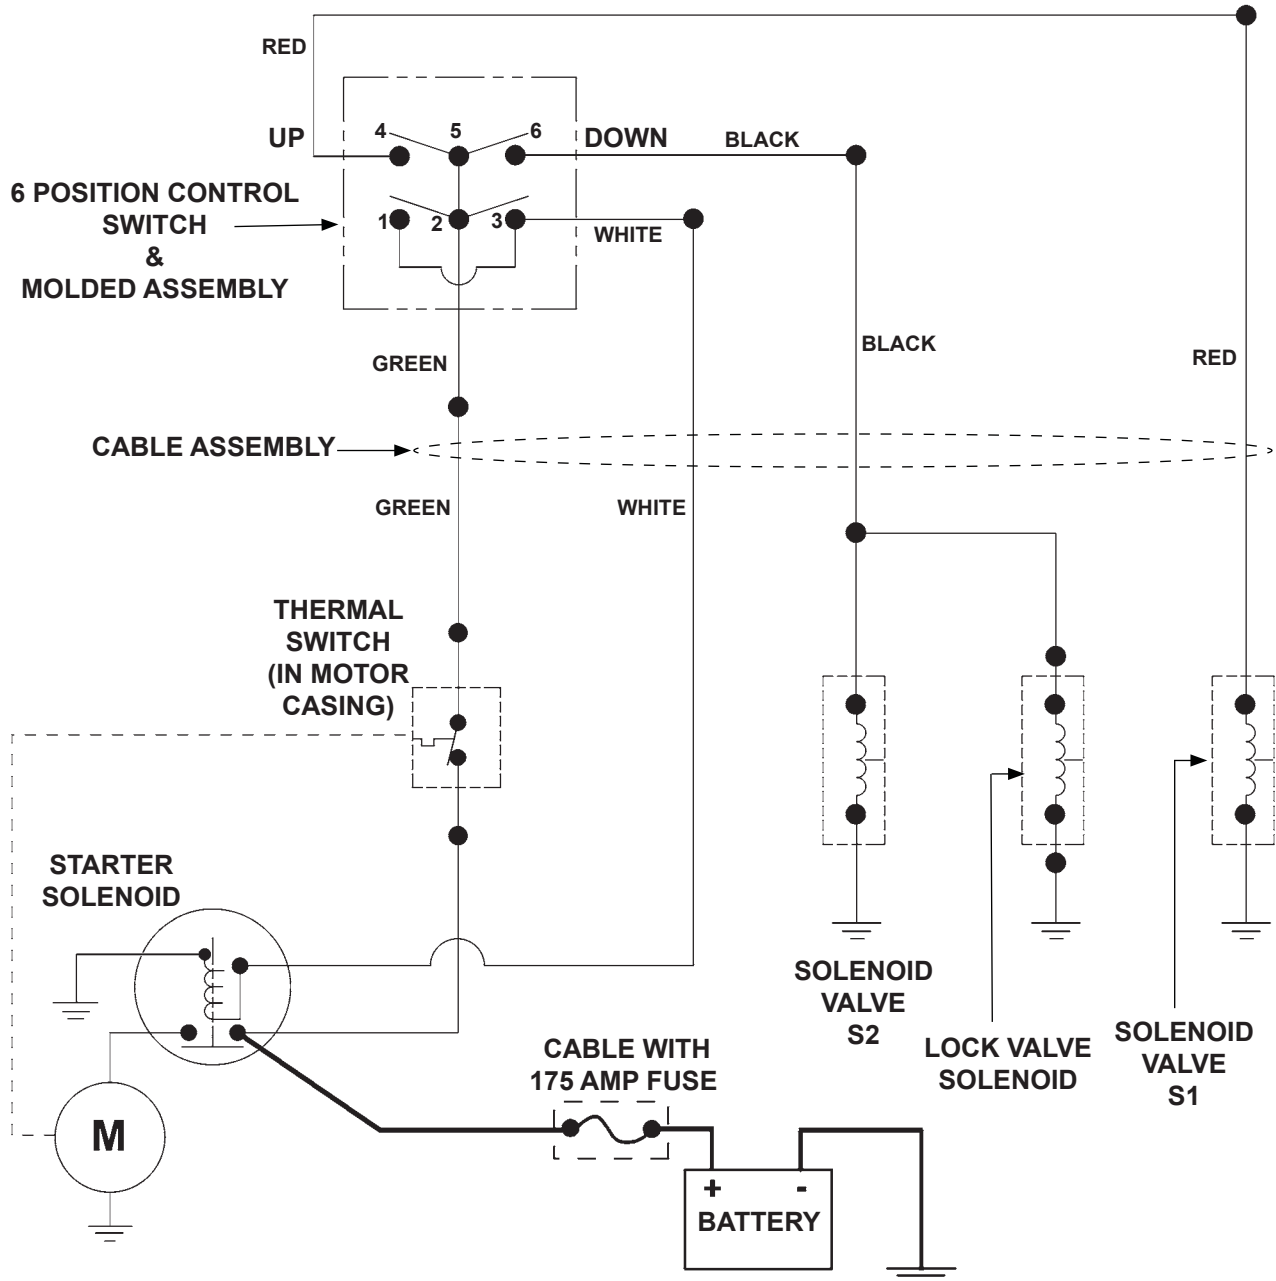 RED
UP
4
5
6
DOWN
BLACK
6 POSITION CONTROL
SWITCH
&
MOLDED ASSEMBLY
1
2
3
WHITE
GREEN
BLACK
RED
CABLE ASSEMBLY
GREEN
WHITE
THERMAL
SWITCH
(IN MOTOR
CASING)
STARTER
SOLENOID
SOLENOID
VALVE
S2
LOCK VALVE
SOLENOID
SOLENOID
VALVE
S1
CABLE WITH
175 AMP FUSE
M
+
-
BATTERY